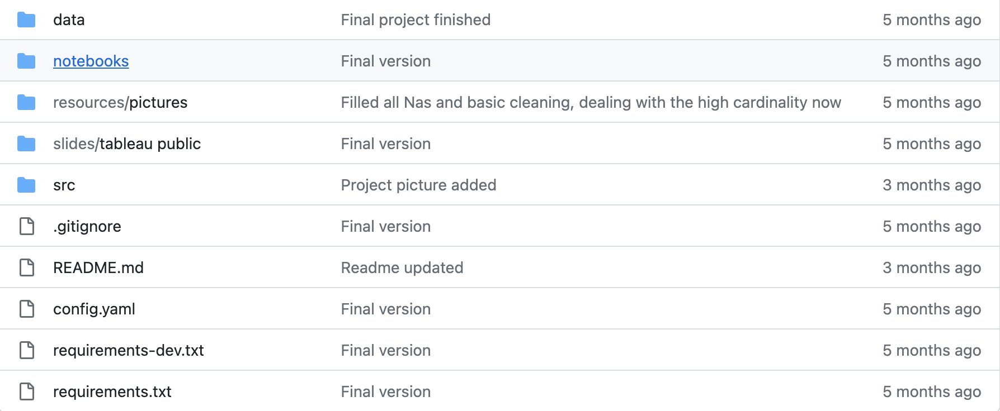 data Final project finished 5 months ago
notebooks Final version 5 months ago
resources/pictures Filled all Nas and basic cleaning, dealing with the high cardinality now 5 months ago
slides/tableau public Final version 5 months ago
src Project picture added 3 months ago
.gitignore Final version 5 months ago
README.md Readme updated 3 months ago
config.yaml Final version 5 months ago
requirements-dev.txt Final version 5 months ago
requirements.txt Final version 5 months ago